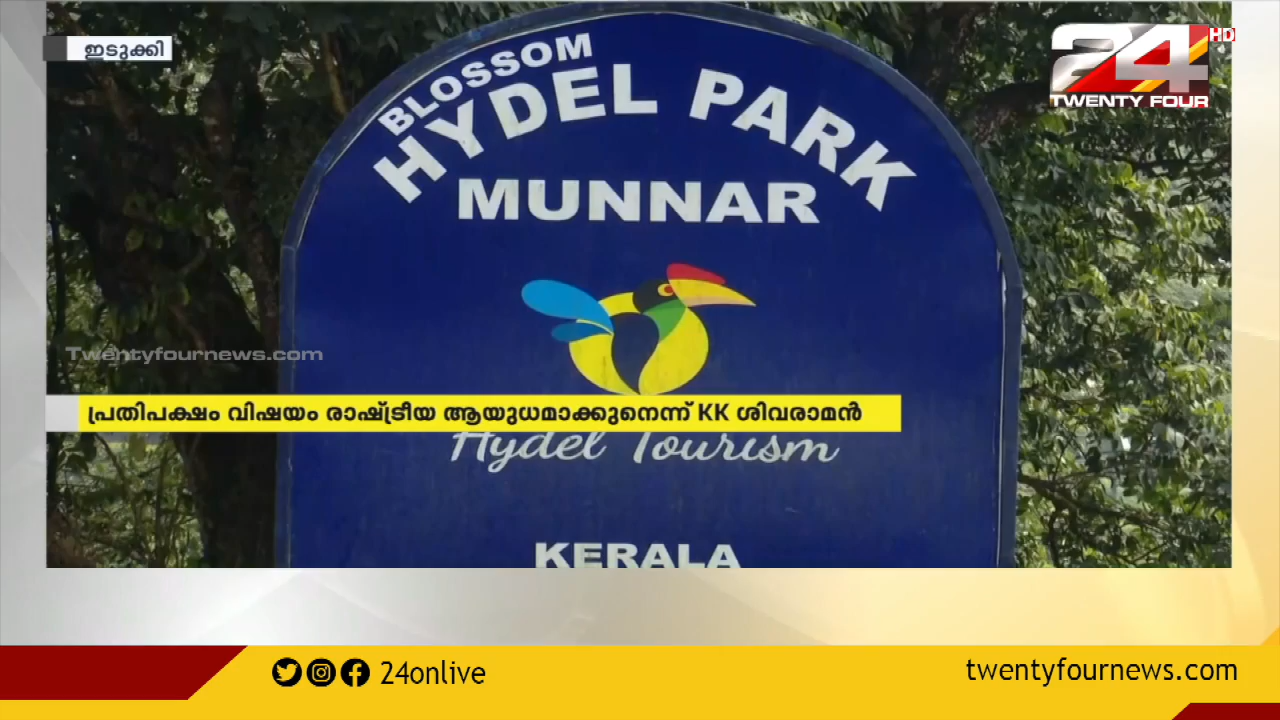 ഇടുക്കി
24 HD
TWENTY FOUR
BLOSSOM
HYDEL PARK
MUNNAR
Twentyfournews.com
പ്രതിപക്ഷം വിഷയം രാഷ്ട്രീയ ആയുധമാക്കുനെന്ന് KK ശിവരാമൻ
Hydel Tourism
KERALA
24onlive
twentyfournews.com